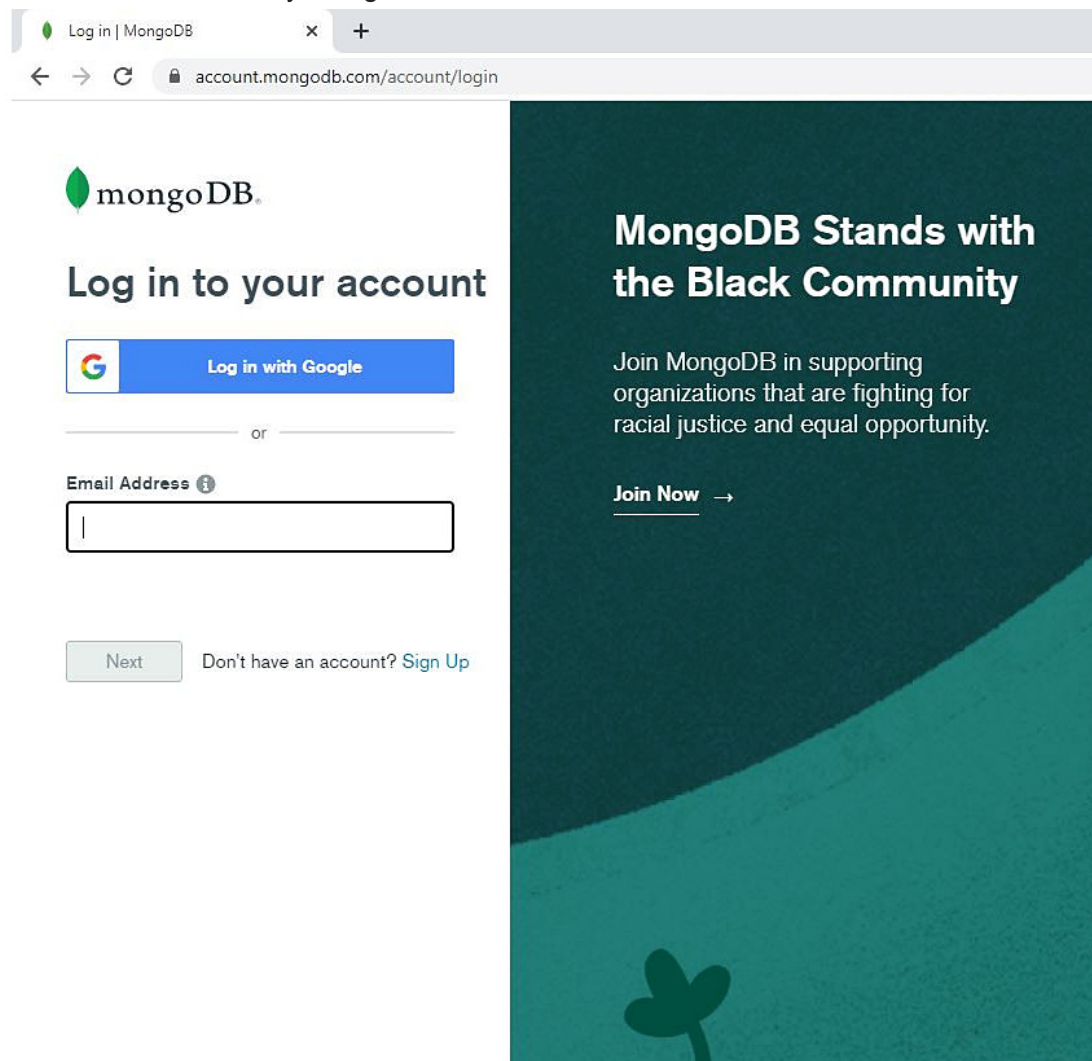 Log in | MongoDB
account.mongodb.com/account/login
mongoDB®
Log in to your account
Log in with Google
or
Email Address
Next
Don't have an account? Sign Up
MongoDB Stands with
the Black Community
Join MongoDB in supporting
organizations that are fighting for
racial justice and equal opportunity.
Join Now →